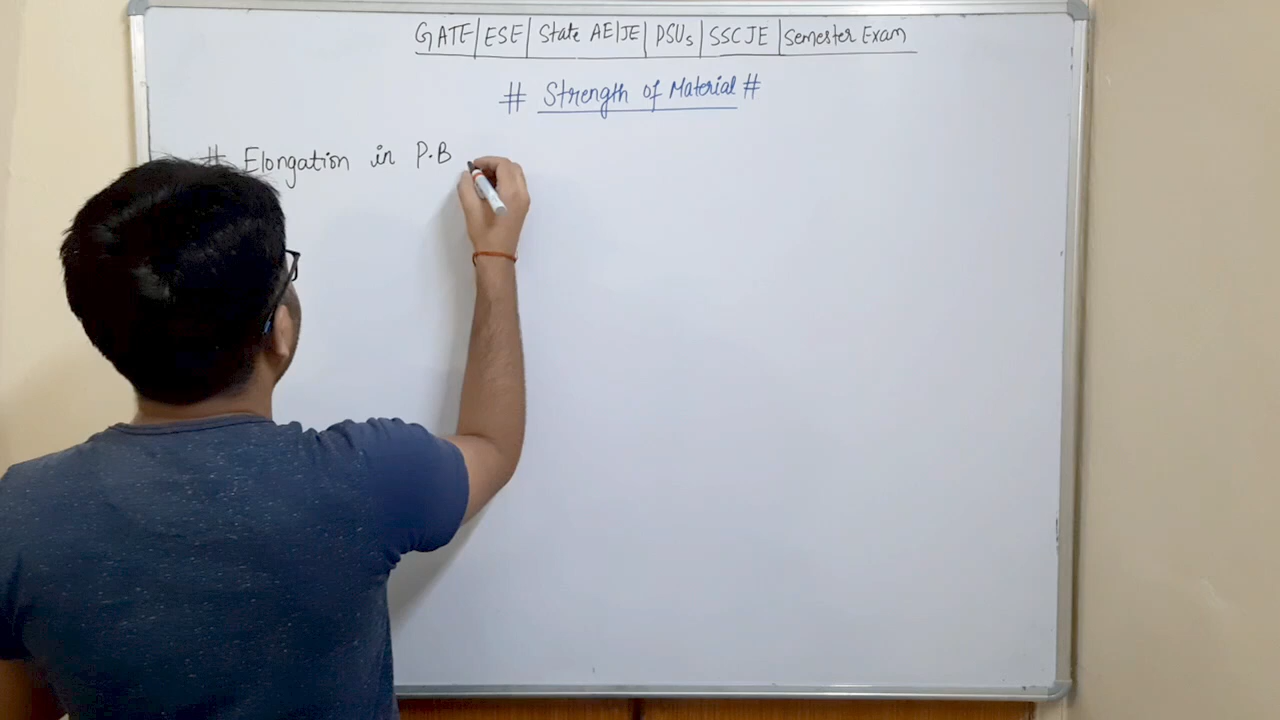 GATE|ESE|State AE|JE|PSUs|SSCJE|Semester Exam
# Strength of Material #
# Elongation in P.B